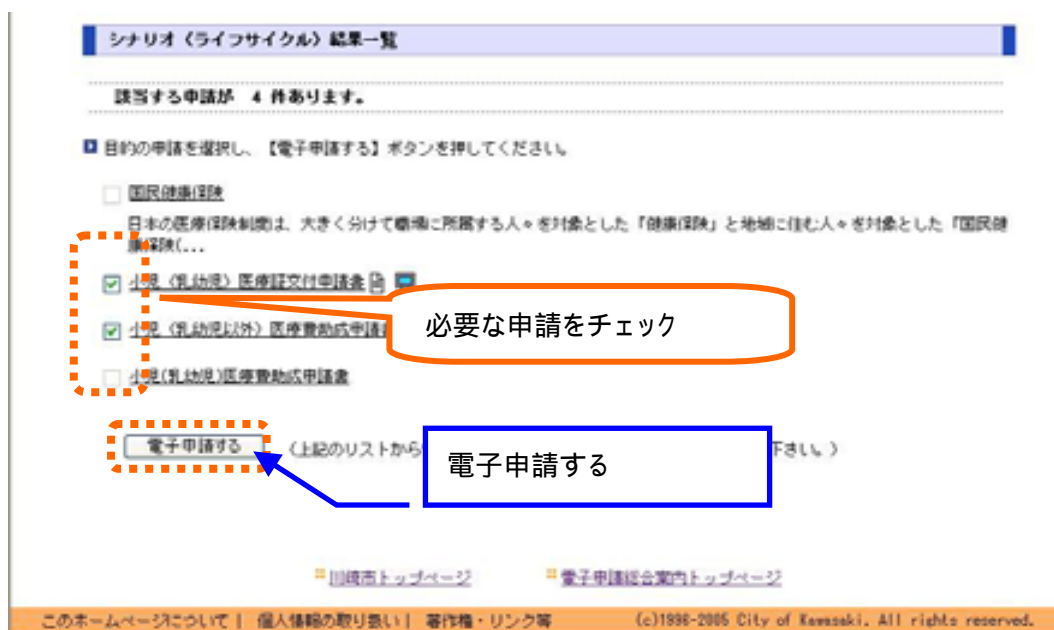 シナリオ（ライフサイクル）結果一覧
該当する申請が 4 件あります。
目的の申請を選択し、【電子申請する】ボタンを押してください。
国民健康保険
日本の医療保険制度は、大きく分けて職場に所属する人々を対象とした「健康保険」と地域に住む人々を対象とした「国民健
康保険(...
小児（乳幼児）医療証交付申請書
小児（乳幼児以外）医療費助成申請書
必要な申請をチェック
小児(乳幼児)医療費助成申請書
電子申請する （上記のリストから 下さい。）
電子申請する
川崎市トップページ 電子申請総合案内トップページ
このホームページについて | 個人情報の取り扱い | 著作権・リンク等 (c)1996-2005 City of Kawasaki. All rights reserved.